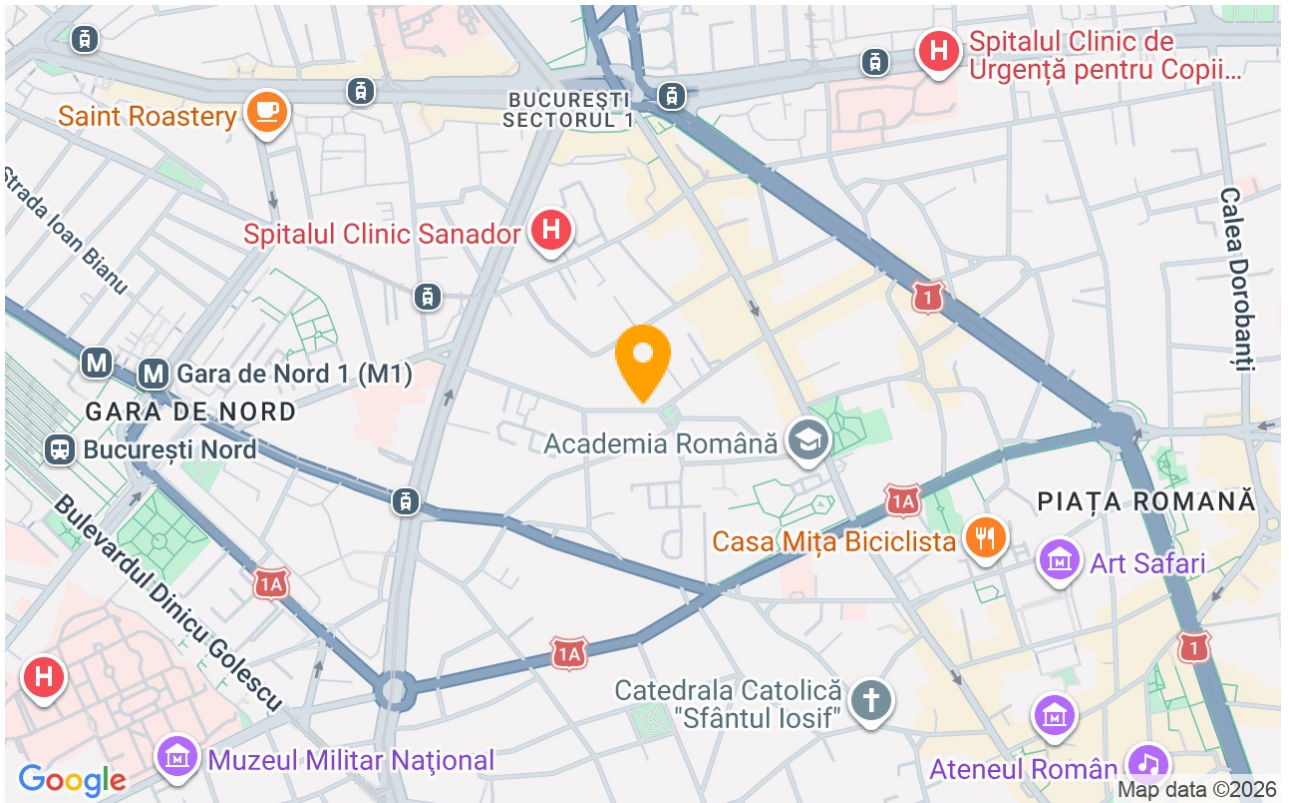 Spitalul Clinic de
Urgență pentru Copii...
H
Saint Roastery
BUCUREȘTI
SECTORUL 1
Strada Ioan Bianu
Calea Dorobanți
Spitalul Clinic Sanador
H
1
M
M
Gara de Nord 1 (M1)
GARA DE NORD
București Nord
Academia Română
1A
PIAȚA ROMANĂ
Casa Mița Biciclista
Art Safari
M
Bulevardul Dinicu Golescu
1A
1A
1
H
Catedrala Catolică
"Sfântul Iosif"
M
M
Muzeul Militar Naţional
Ateneul Român
Google
Map data ©2026